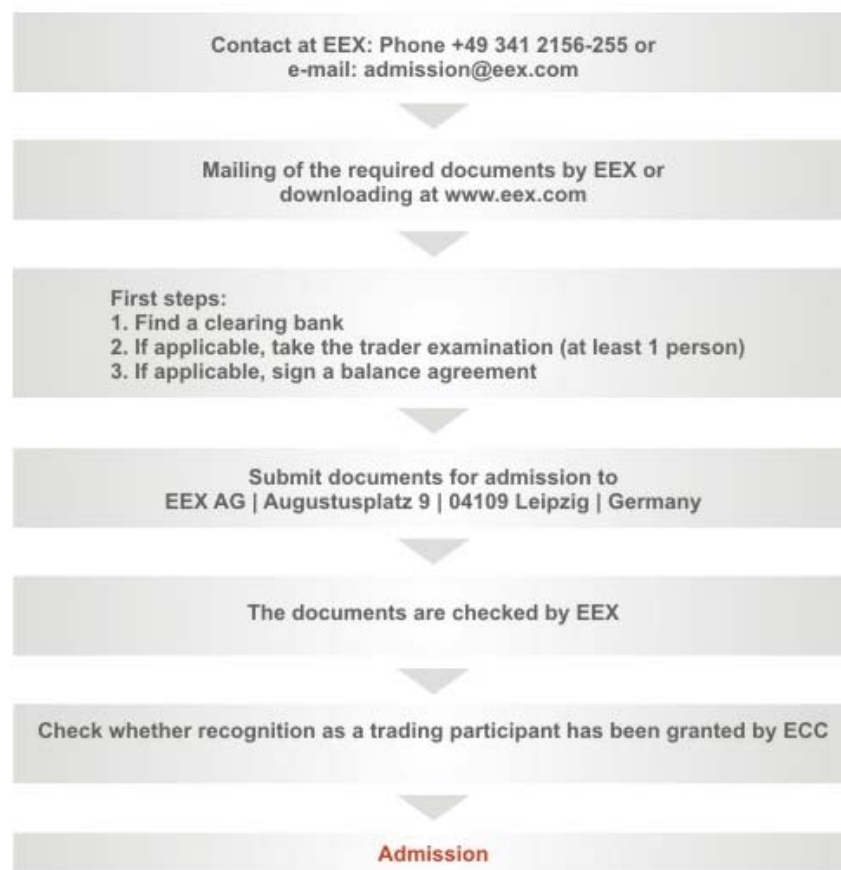 Contact at EEX: Phone +49 341 2156-255 or
e-mail: admission@eex.com
Mailing of the required documents by EEX or
downloading at www.eex.com
First steps:
1. Find a clearing bank
2. If applicable, take the trader examination (at least 1 person)
3. If applicable, sign a balance agreement
Submit documents for admission to
EEX AG | Augustusplatz 9 | 04109 Leipzig | Germany
The documents are checked by EEX
Check whether recognition as a trading participant has been granted by ECC
Admission